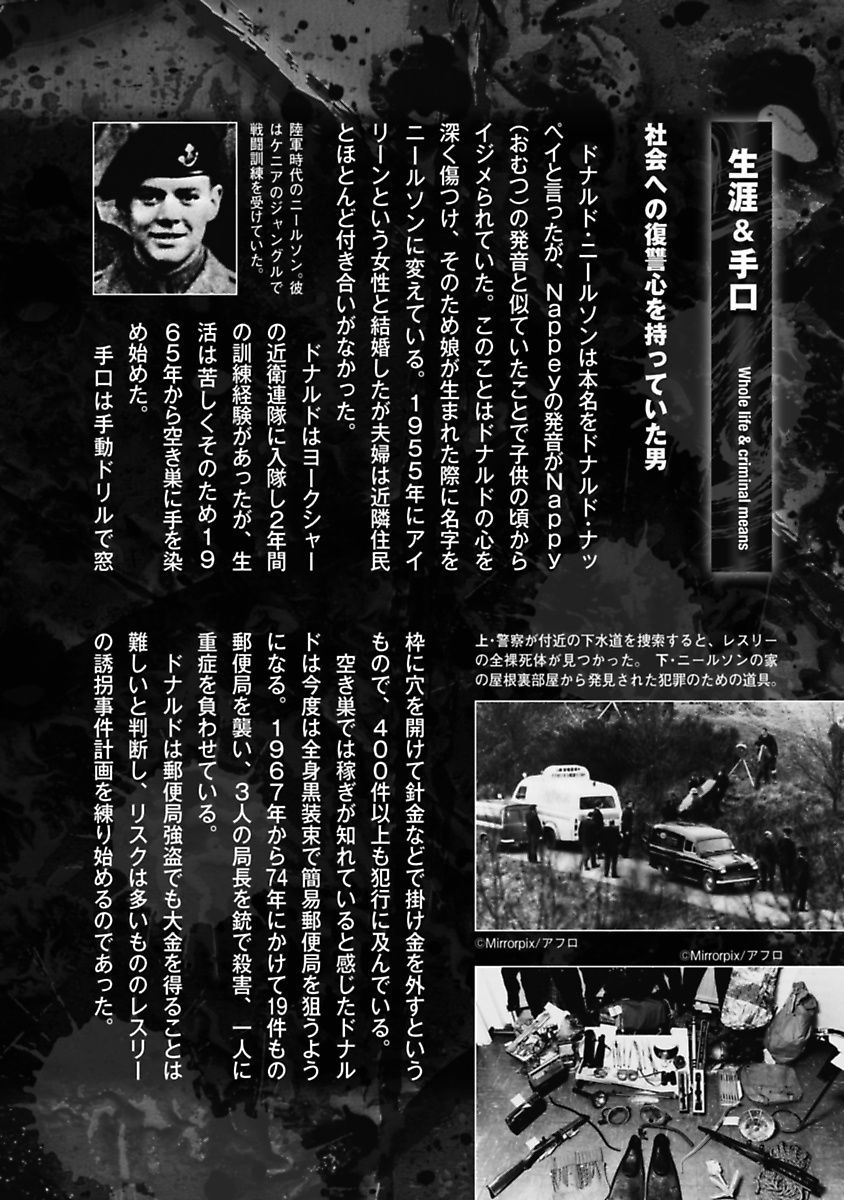 生涯&手口
Whole life & criminal means
社会への復讐心を持っていた男
ドナルド・ニールソンは本名をドナルド・ナッ
ペイと言ったが、Nappeyの発音がNappy
(おむつ)の発音と似ていたことで子供の頃から
イジメられていた。このことはドナルドの心を
深く傷つけ、そのため娘が生まれた際に名字を
ニールソンに変えている。1955年にアイ
リーンという女性と結婚したが夫婦は近隣住民
とほとんど付き合いがなかった。
陸軍時代のニールソン。彼
はケニアのジャングルで
戦闘訓練を受けていた。
ドナルドはヨークシャー
の近衛連隊に入隊し2年間
の訓練経験があったが、生
活は苦しくそのため19
65年から空き巣に手を染
め始めた。
手口は手動ドリルで窓
上・警察が付近の下水道を捜索すると、レスリー
の全裸死体が見つかった。 下・ニールソンの家
の屋根裏部屋から発見された犯罪のための道具。
©Mirrorpix/アフロ
©Mirrorpix/アフロ
枠に穴を開けて針金などで掛け金を外すという
もので、400件以上も犯行に及んでいる。
空き巣では稼ぎが知れていると感じたドナル
ドは今度は全身黒装束で簡易郵便局を狙うよう
になる。1967年から74年にかけて19件もの
郵便局を襲い、3人の局長を銃で殺害、一人に
重症を負わせている。
ドナルドは郵便局強盗でも大金を得ることは
難しいと判断し、リスクは多いもののレスリー
の誘拐事件計画を練り始めるのであった。